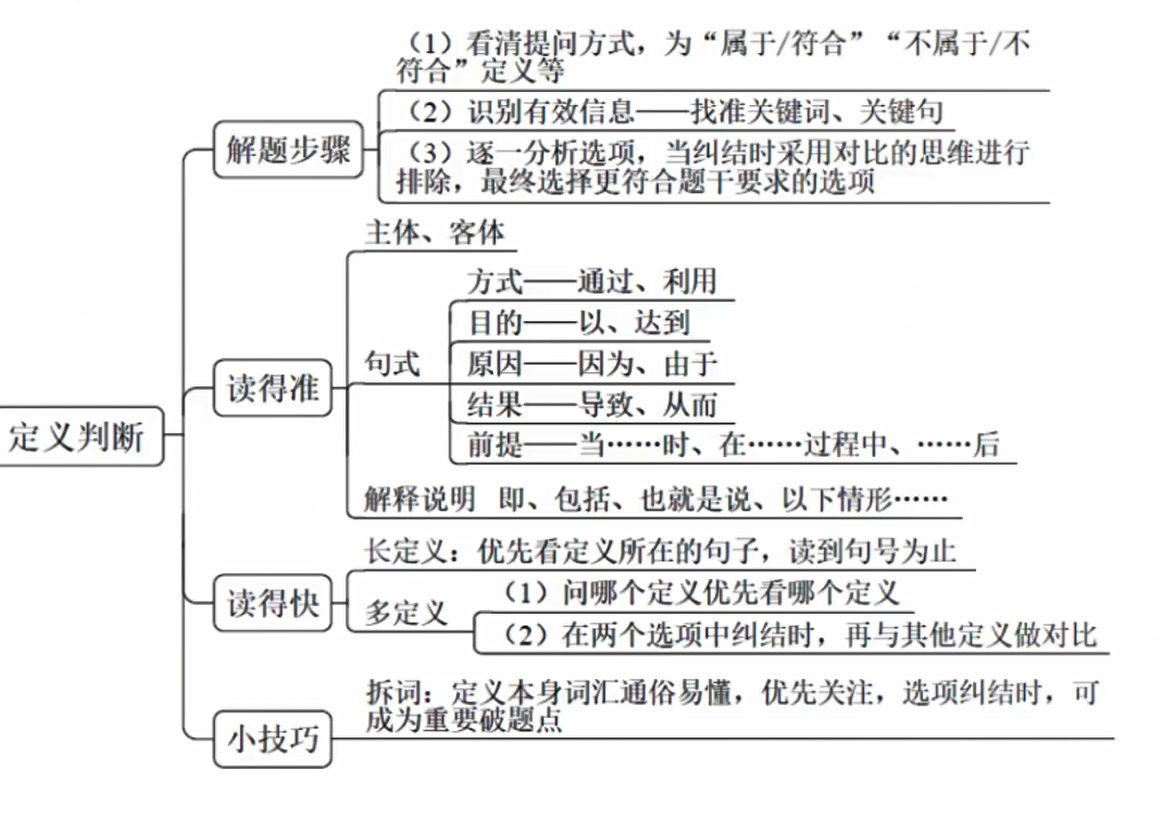 定义判断
解题步骤
（1）看清提问方式，为“属于/符合”“不属于/不
符合”定义等
（2）识别有效信息——找准关键词、关键句
（3）逐一分析选项，当纠结时采用对比的思维进行
排除，最终选择更符合题干要求的选项
读得准
主体、客体
句式
方式——通过、利用
目的——以、达到
原因——因为、由于
结果——导致、从而
前提——当……时、在……过程中、……后
解释说明 即、包括、也就是说、以下情形……
读得快
长定义：优先看定义所在的句子，读到句号为止
多定义
（1）问哪个定义优先看哪个定义
（2）在两个选项中纠结时，再与其他定义做对比
小技巧
拆词：定义本身词汇通俗易懂，优先关注，选项纠结时，可
成为重要破题点